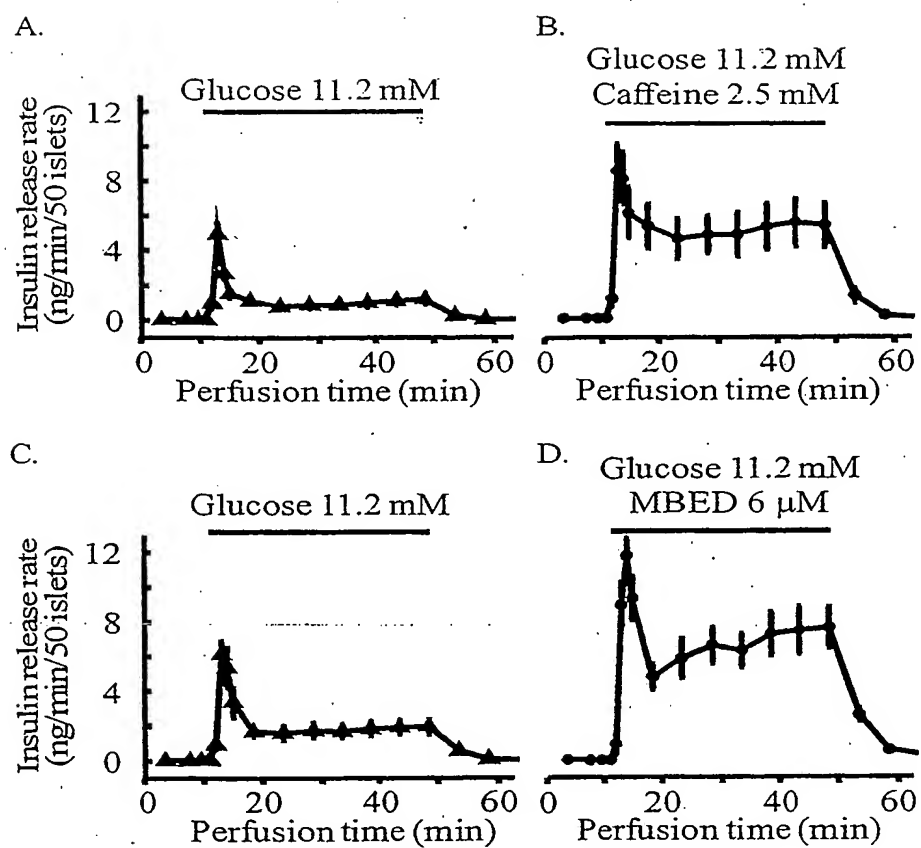 A.
Glucose 11.2 mM
Insulin release rate
(ng/min/50 islets)
12
8
4
0
0 20 40 60
Perfusion time (min)
B.
Glucose 11.2 mM
Caffeine 2.5 mM
0 20 40 60
Perfusion time (min)
C.
Glucose 11.2 mM
Insulin release rate
(ng/min/50 islets)
12
8
4
0
0 20 40 60
Perfusion time (min)
D.
Glucose 11.2 mM
MBED 6 μM
0 20 40 60
Perfusion time (min)